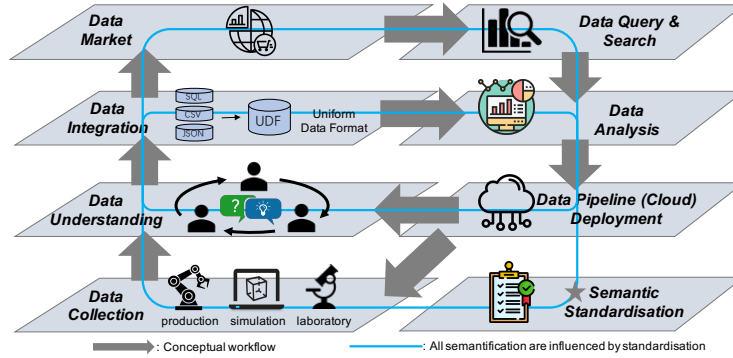 Data
Market
Data Query &
Search
Data
Integration
SQL
CSV
JSON
UDF
Uniform
Data Format
Data
Analysis
Data
Understanding
?
Data Pipeline (Cloud)
Deployment
Data
Collection
production
simulation
laboratory
Semantic
Standardisation
: Conceptual workflow
: All semantification are influenced by standardisation